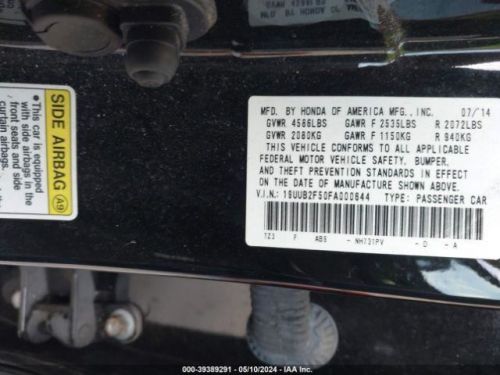 SIDE AIRBAG A9
This car is equipped
with side airbags in
front seats and side
curtain airbags.
MFD. BY HONDA OF AMERICA MFG., INC. 07/14
GVWR 4586LBS GAWR F 2535LBS R 2072LBS
GVWR 2080KG GAWR F 1150KG R 940KG
THIS VEHICLE CONFORMS TO ALL APPLICABLE
FEDERAL MOTOR VEHICLE SAFETY, BUMPER,
AND THEFT PREVENTION STANDARDS IN EFFECT ON
THE DATE OF MANUFACTURE SHOWN ABOVE.
V.I.N.: 19UUB2F50FA000644 TYPE: PASSENGER CAR
TZ3 F ABS - NH731PV - D - A
000-39389291 - 05/10/2024 - IAA Inc.